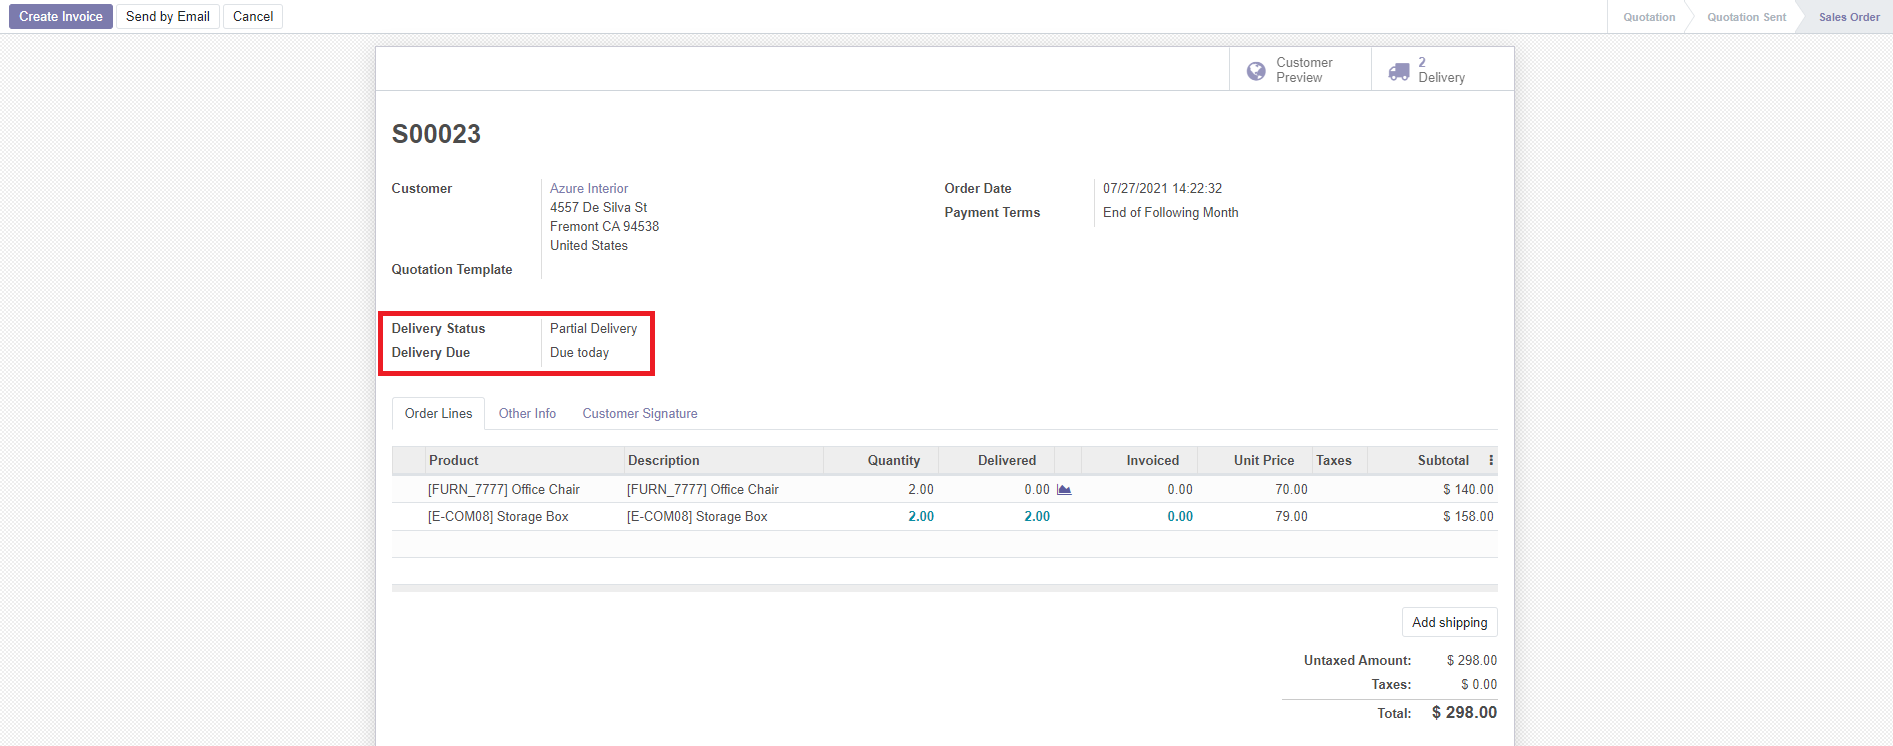 Create Invoice Send by Email Cancel Quotation Quotation Sent Sales Order
Customer Preview
2 Delivery
S00023
Customer Azure Interior Order Date 07/27/2021 14:22:32
4557 De Silva St Payment Terms End of Following Month
Fremont CA 94538
United States
Quotation Template
Delivery Status Partial Delivery
Delivery Due Due today
Order Lines Other Info Customer Signature
Product Description Quantity Delivered Invoiced Unit Price Taxes Subtotal
[FURN_7777] Office Chair [FURN_7777] Office Chair 2.00 0.00 0.00 70.00 $ 140.00
[E-COM08] Storage Box [E-COM08] Storage Box 2.00 2.00 0.00 79.00 $ 158.00
Add shipping
Untaxed Amount: $ 298.00
Taxes: $ 0.00
Total: $ 298.00